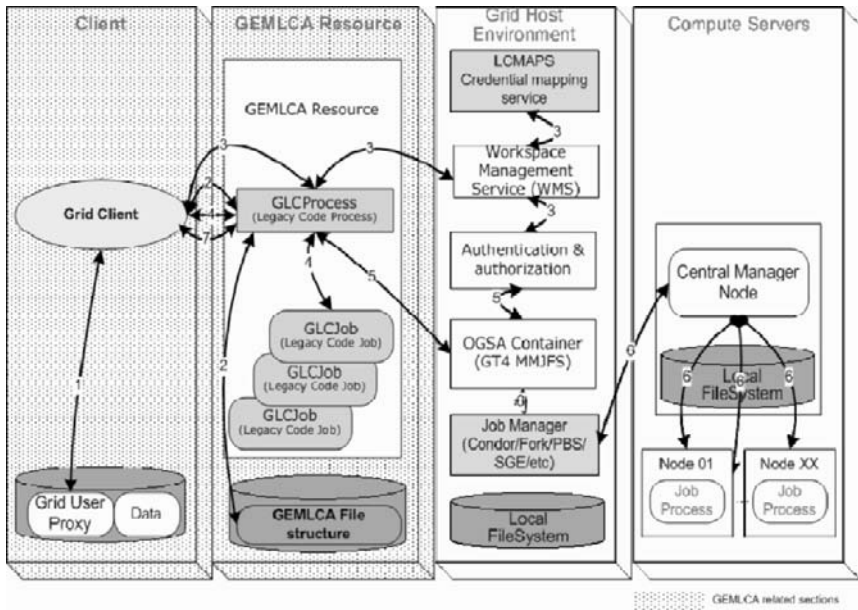 Client
GEMLCA Resource
Grid Host
Environment
Compute Servers
LCMAPS
Credential mapping
service
GEMLCA Resource
3
3
3
Workspace
Management
Service (WMS)
2
GLCProcess
(Legacy Code Process)
Grid Client
4
7
3
4
5
Authentication &
authorization
Central Manager
Node
5
GLCJob
(Legacy Code Job)
OGSA Container
(GT4 MMJFS)
1
2
6
GLCJob
(Legacy Code Job)
Local
FileSystem
6
6
6
GLCJob
(Legacy Code Job)
Job Manager
(Condor/Fork/PBS/
SGE/etc)
Node 01
Node XX
Job
Process
Job
Process
Grid User
Proxy
Data
GEMLCA File
structure
Local
FileSystem
GEMLCA related sections